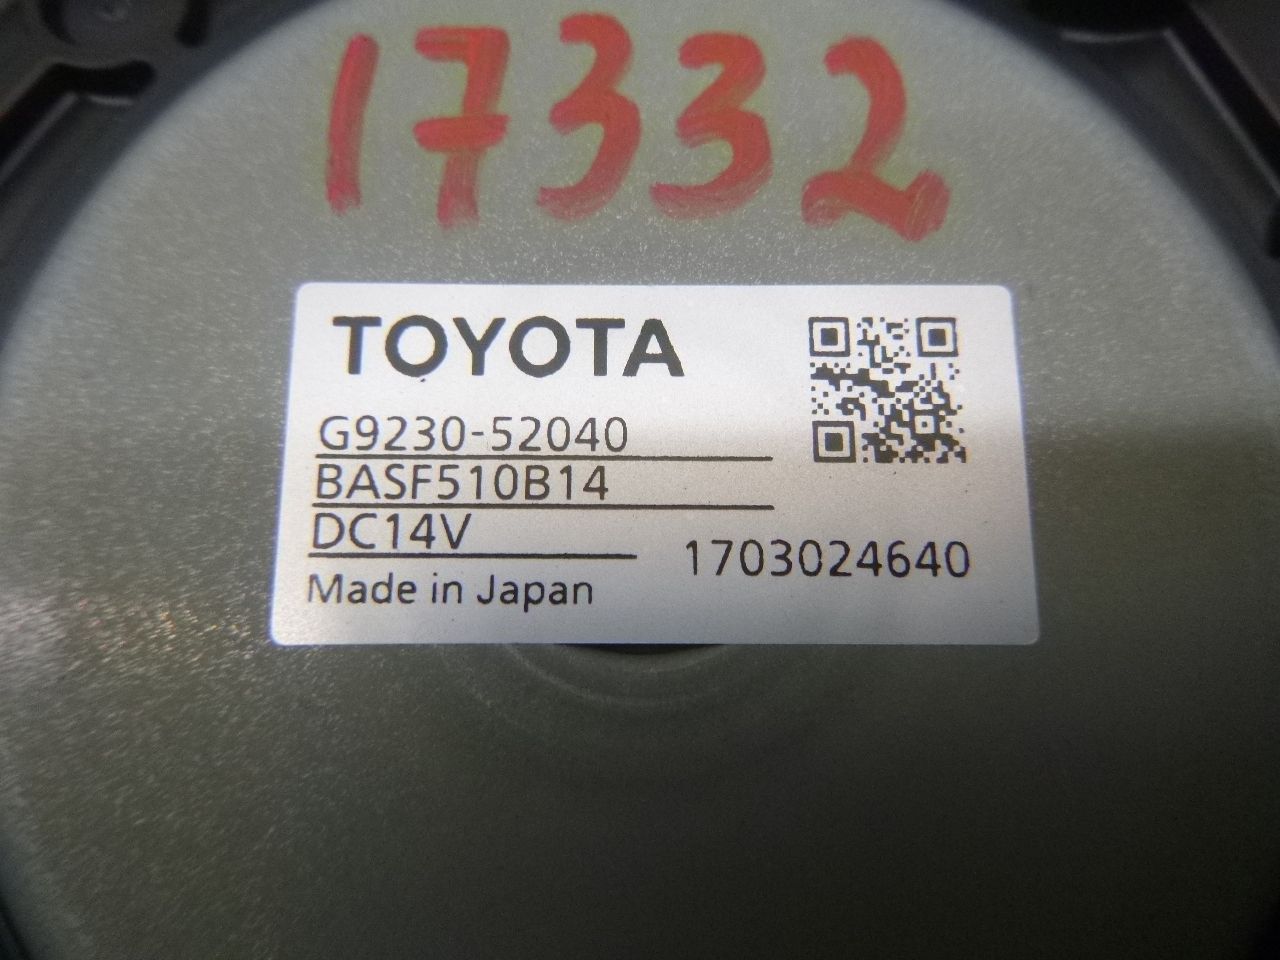 17332
TOYOTA
G9230-52040
BASF510B14
DC14V
1703024640
Made in Japan